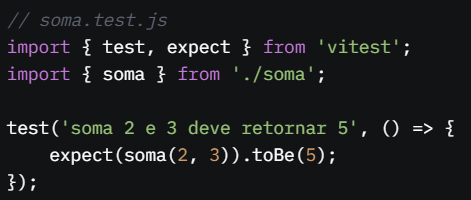 // soma.test.js
import { test, expect } from 'vitest';
import { soma } from './soma';

test('soma 2 e 3 deve retornar 5', () => {
    expect(soma(2, 3)).toBe(5);
});